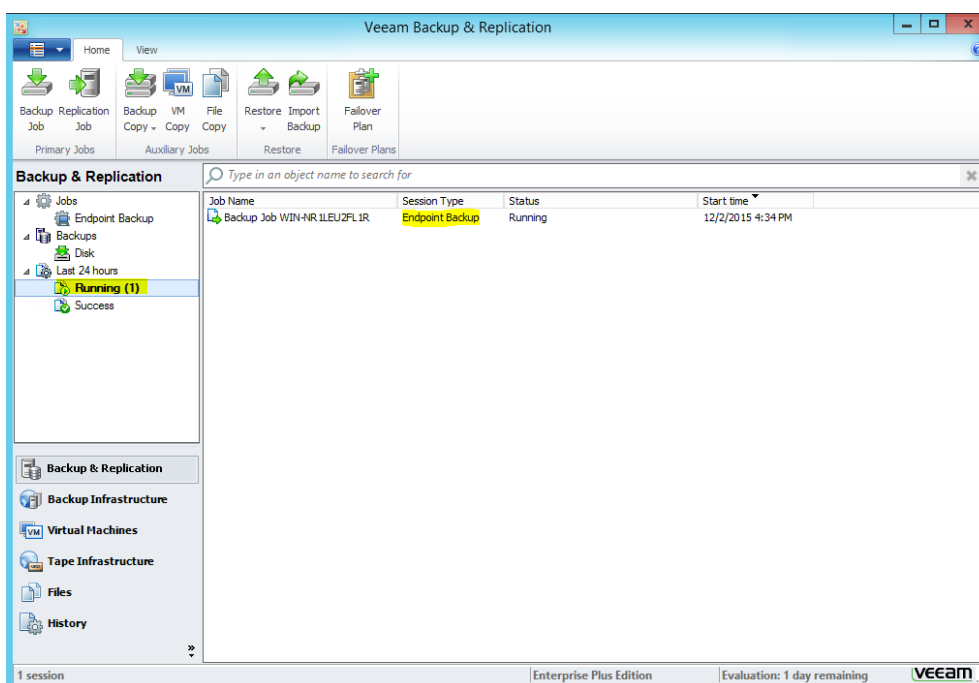 Veeam Backup & Replication
Home View
Backup Job
Replication Job
Backup Copy
VM Copy
File Copy
Restore
Import Backup
Failover Plan
Primary Jobs
Auxiliary Jobs
Restore
Failover Plans
Backup & Replication
Type in an object name to search for
Jobs
Endpoint Backup
Backups
Disk
Last 24 hours
Running (1)
Success
Job Name Session Type Status Start time
Backup Job WIN-NR1LEU2FL1R Endpoint Backup Running 12/2/2015 4:34 PM
Backup & Replication
Backup Infrastructure
VM Virtual Machines
Tape Infrastructure
Files
History
1 session Enterprise Plus Edition Evaluation: 1 day remaining veeam